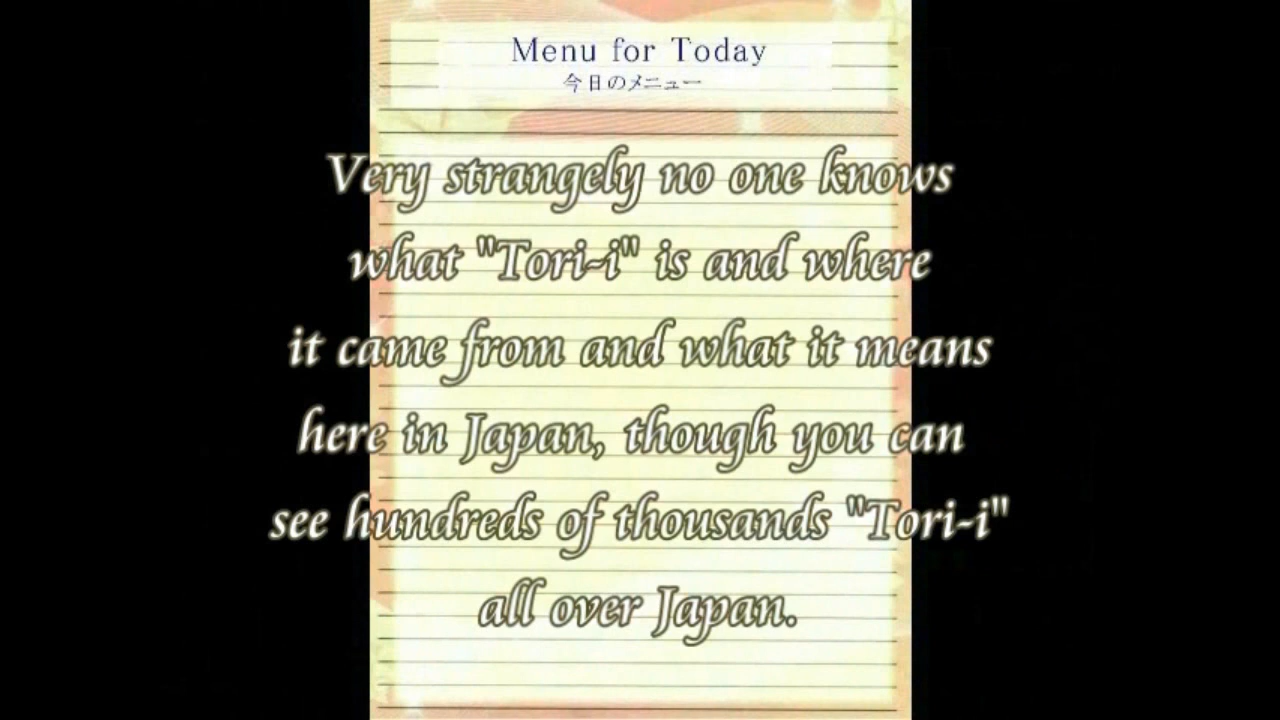 Menu for Today
今日のメニュー
Very strangely no one knows
what "Tori-i" is and where
it came from and what it means
here in Japan, though you can
see hundreds of thousands "Tori-i"
all over Japan.